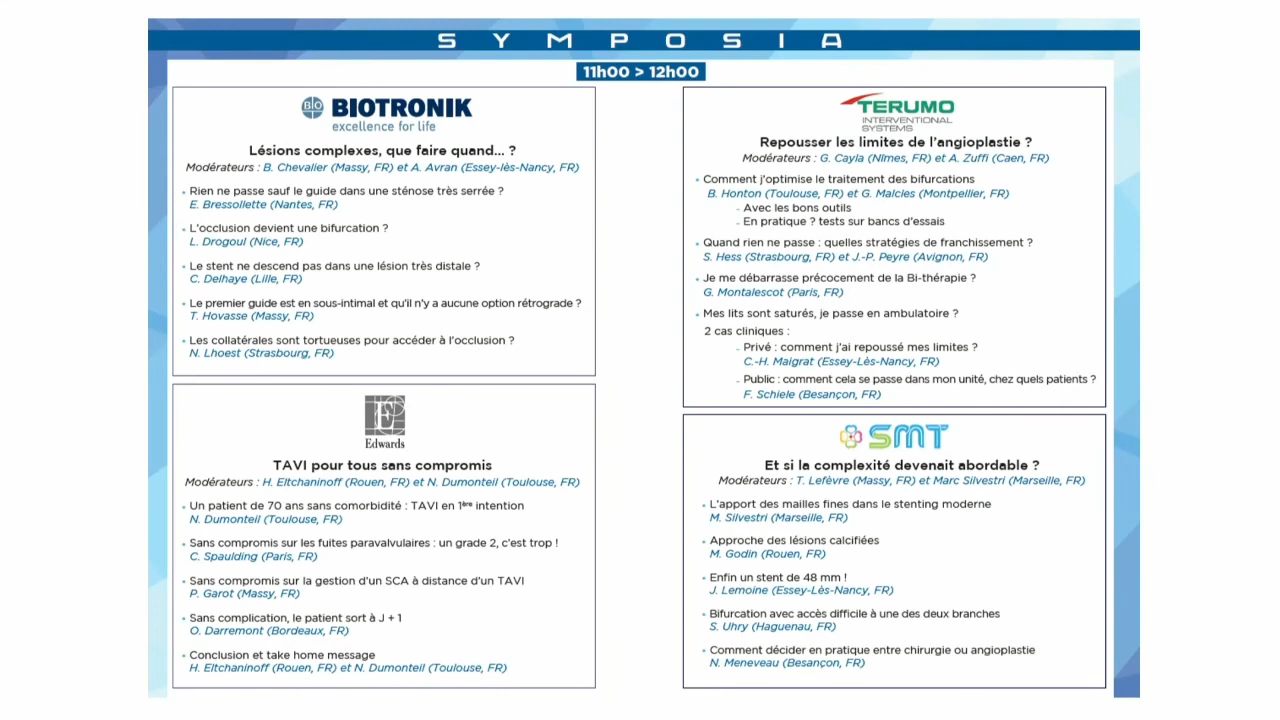 SYMPOSIA
11h00 > 12h00
BIO
BIOTRONIK
excellence for life
Lésions complexes, que faire quand... ?
Modérateurs : B. Chevalier (Massy, FR) et A. Avran (Essey-lès-Nancy, FR)
• Rien ne passe sauf le guide dans une sténose très serrée ?
E. Bressollette (Nantes, FR)
• L'occlusion devient une bifurcation ?
L. Drogoul (Nice, FR)
• Le stent ne descend pas dans une lésion très distale ?
C. Delhaye (Lille, FR)
• Le premier guide est en sous-intimal et qu'il n'y a aucune option rétrograde ?
T. Hovasse (Massy, FR)
• Les collatérales sont tortueuses pour accéder à l'occlusion ?
N. Lhoest (Strasbourg, FR)
E
Edwards
TAVI pour tous sans compromis
Modérateurs : H. Eltchaninoff (Rouen, FR) et N. Dumonteil (Toulouse, FR)
• Un patient de 70 ans sans comorbidité : TAVI en 1ère intention
N. Dumonteil (Toulouse, FR)
• Sans compromis sur les fuites paravalvulaires : un grade 2, c'est trop !
C. Spaulding (Paris, FR)
• Sans compromis sur la gestion d'un SCA à distance d'un TAVI
P. Garot (Massy, FR)
• Sans complication, le patient sort à J + 1
O. Darremont (Bordeaux, FR)
• Conclusion et take home message
H. Eltchaninoff (Rouen, FR) et N. Dumonteil (Toulouse, FR)
TERUMO
INTERVENTIONAL
SYSTEMS
Repousser les limites de l'angioplastie ?
Modérateurs : G. Cayla (Nîmes, FR) et A. Zuffi (Caen, FR)
• Comment j'optimise le traitement des bifurcations
B. Honton (Toulouse, FR) et G. Malcles (Montpellier, FR)
- Avec les bons outils
- En pratique ? tests sur bancs d'essais
• Quand rien ne passe : quelles stratégies de franchissement ?
S. Hess (Strasbourg, FR) et J.-P. Peyre (Avignon, FR)
• Je me débarrasse précocement de la Bi-thérapie ?
G. Montalescot (Paris, FR)
• Mes lits sont saturés, je passe en ambulatoire ?
2 cas cliniques :
- Privé : comment j'ai repoussé mes limites ?
C.-H. Maigrat (Essey-Lès-Nancy, FR)
- Public : comment cela se passe dans mon unité, chez quels patients ?
F. Schiele (Besançon, FR)
SMT
Et si la complexité devenait abordable ?
Modérateurs : T. Lefèvre (Massy, FR) et Marc Silvestri (Marseille, FR)
• L'apport des mailles fines dans le stenting moderne
M. Silvestri (Marseille, FR)
• Approche des lésions calcifiées
M. Godin (Rouen, FR)
• Enfin un stent de 48 mm !
J. Lemoine (Essey-Lès-Nancy, FR)
• Bifurcation avec accès difficile à une des deux branches
S. Uhry (Haguenau, FR)
• Comment décider en pratique entre chirurgie ou angioplastie
N. Meneveau (Besançon, FR)